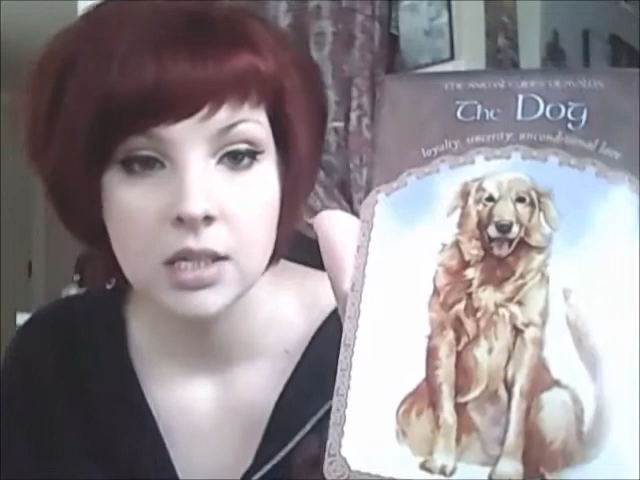 THE ANIMAL GUIDES OF AVALON
The Dog
loyalty, sincerity, unconditional love